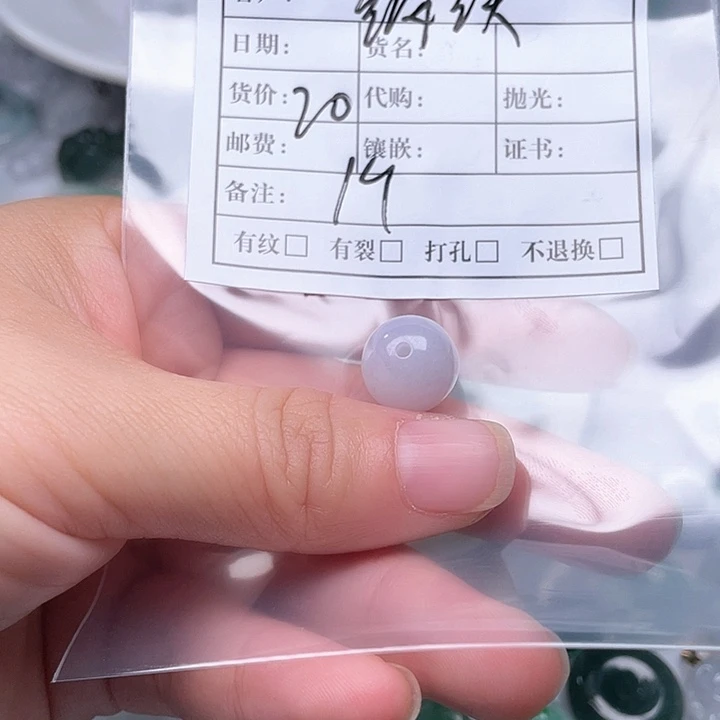 日期： 货名：
货价：20 代购： 抛光：
邮费： 镶嵌： 证书：
备注： 14
有纹□ 有裂□ 打孔□ 不退换□